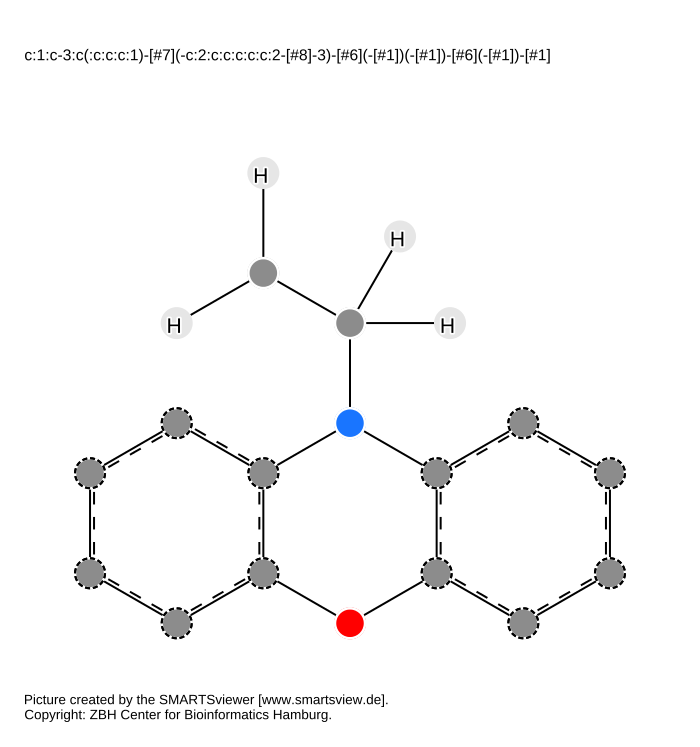 c:1:c-3:c(:c:c:c:1)-[#7](-c:2:c:c:c:c:c:2-[#8]-3)-[#6](-[#1])(-[#1])-[#6](-[#1])-[#1]
H
H
H
H
Picture created by the SMARTSviewer [www.smartsview.de].
Copyright: ZBH Center for Bioinformatics Hamburg.